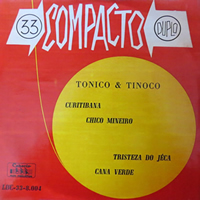 33 COMPACTO DUPLO
TONICO & TINOCO
CURITIBANA
CHICO MINEIRO
TRISTEZA DO JÉCA
CANA VERDE